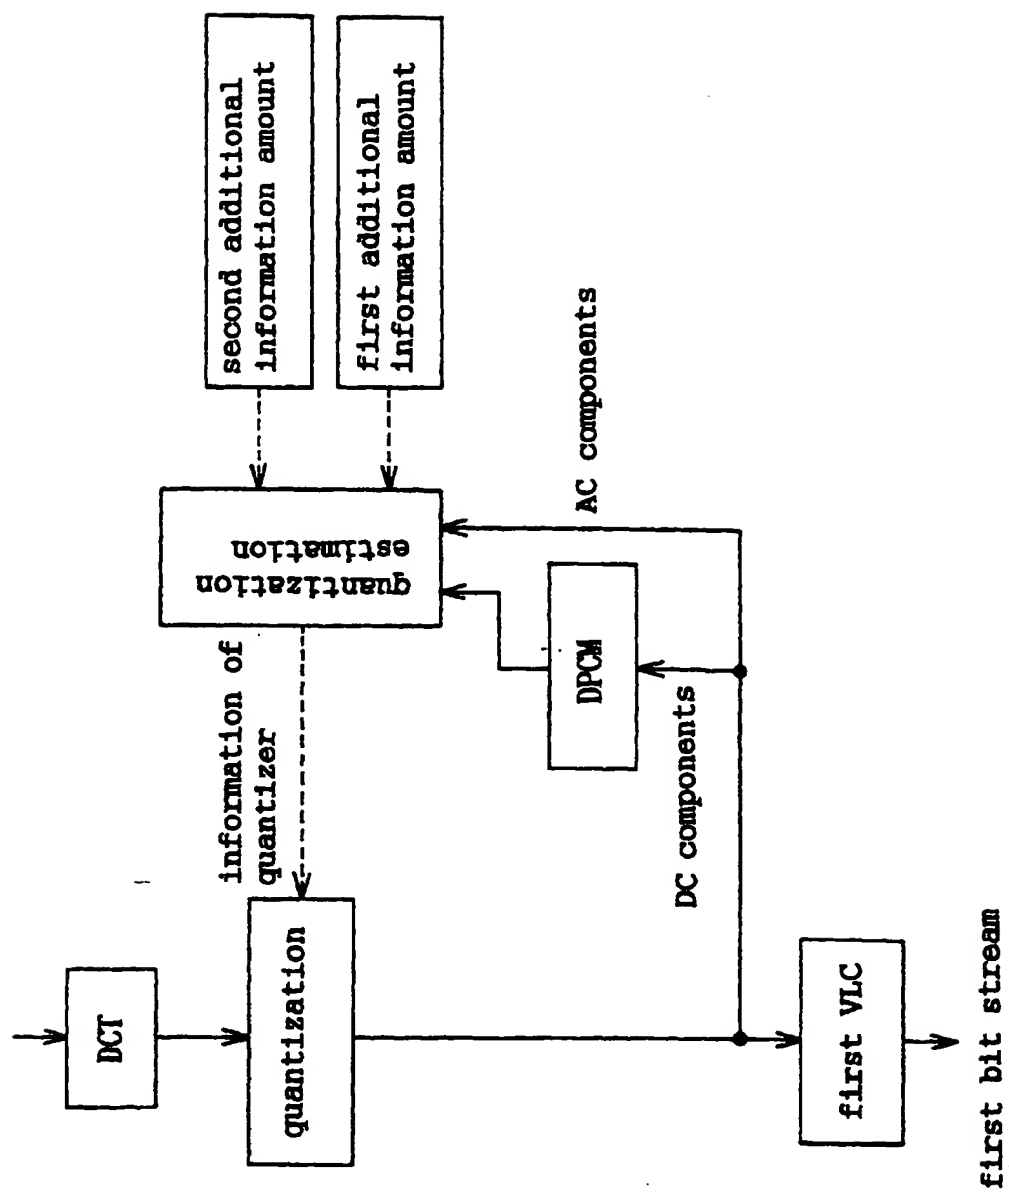 second additional
information amount
first additional
information amount
AC components
quantization
estimation
information of
quantizer
DPCM
DC components
DCT
quantization
first VLC
first bit stream